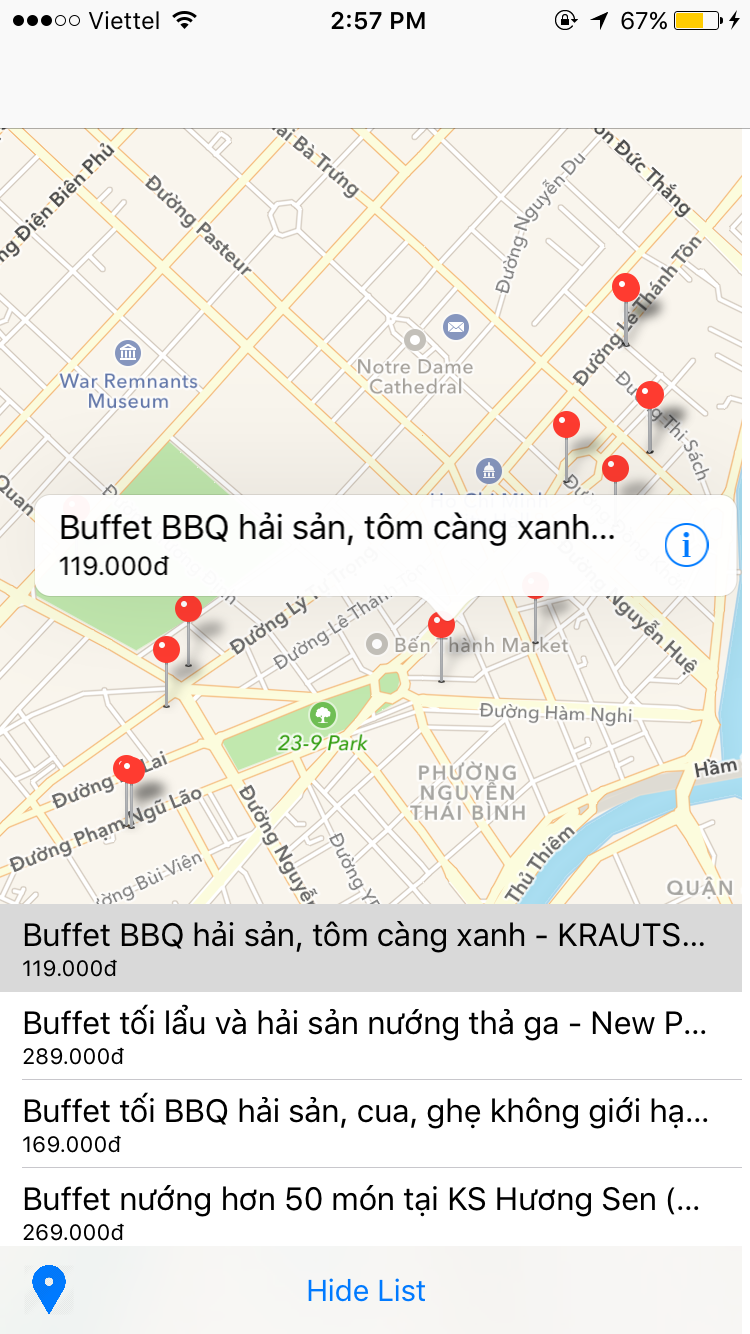 Viettel
2:57 PM
67%
ai Bà Trưng
ng Điện Biên Phủ
Đường Pasteur
Đường Nguyễn Du
ôn Đức Thắng
Đường Lê Thánh Tôn
War Remnants
Museum
Notre Dame
Cathedral
Đường Thi Sách
Quan
Buffet BBQ hải sản, tôm càng xanh...
119.000đ
Đường Lý Tự Trọng
Đường Lê Thánh Tôn
Nguyễn Huệ
Bến Thành Market
Đường Hàm Nghi
23-9 Park
Lai
Đường
Đường Phạm Ngũ Lão
PHƯỜNG
NGUYỄN
THÁI BÌNH
Hầm
Đường Nguyễn
Đường
Thủ Thiêm
ờng Bùi Viện
QUẬN
Buffet BBQ hải sản, tôm càng xanh - KRAUTS...
119.000đ
Buffet tối lẩu và hải sản nướng thả ga - New P...
289.000đ
Buffet tối BBQ hải sản, cua, ghẹ không giới hạ...
169.000đ
Buffet nướng hơn 50 món tại KS Hương Sen (...
269.000đ
Hide List